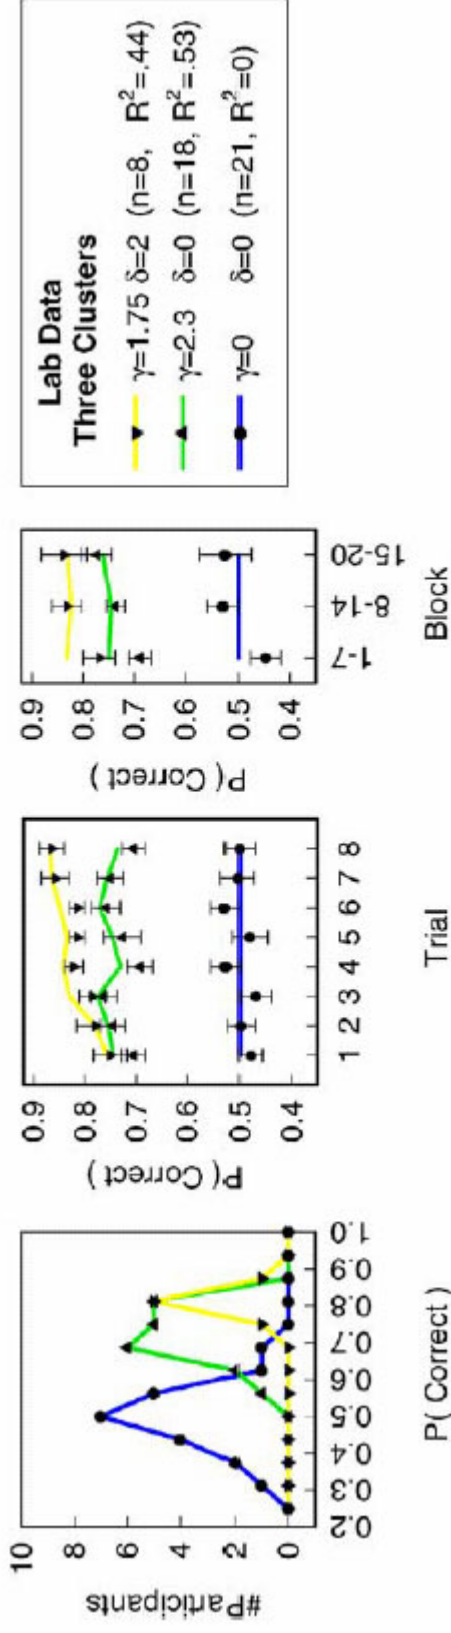 10
8
6
4
2
0
#Participants
0.2
0.3
0.4
0.5
0.6
0.7
0.8
0.9
1.0
P( Correct )
0.9
0.8
0.7
0.6
0.5
0.4
P( Correct )
1 2 3 4 5 6 7 8
Trial
0.9
0.8
0.7
0.6
0.5
0.4
P( Correct )
1-7
8-14
15-20
Block
Lab Data
Three Clusters
γ=1.75 δ=2 (n=8, R²=.44)
γ=2.3 δ=0 (n=18, R²=.53)
γ=0 δ=0 (n=21, R²=0)